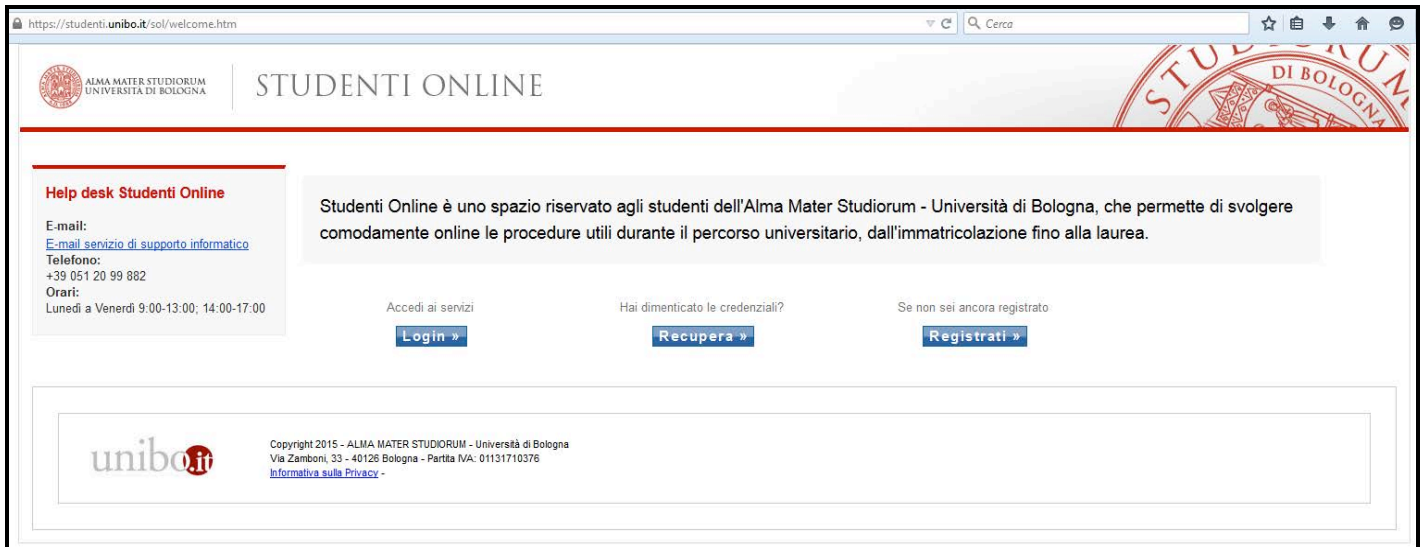 https://studenti.unibo.it/sol/welcome.htm
Cerca
ALMA MATER STUDIORUM
UNIVERSITÀ DI BOLOGNA
STUDENTI ONLINE
STUDIORUM
DI BOLOGNA
Help desk Studenti Online
E-mail:
E-mail servizio di supporto informatico
Telefono:
+39 051 20 99 882
Orari:
Lunedì a Venerdì 9:00-13:00; 14:00-17:00
Studenti Online è uno spazio riservato agli studenti dell'Alma Mater Studiorum - Università di Bologna, che permette di svolgere
comodamente online le procedure utili durante il percorso universitario, dall'immatricolazione fino alla laurea.
Accedi ai servizi
Hai dimenticato le credenziali?
Se non sei ancora registrato
Login »
Recupera »
Registrati »
unibo.it
Copyright 2015 - ALMA MATER STUDIORUM - Università di Bologna
Via Zamboni, 33 - 40126 Bologna - Partita IVA: 01131710376
Informativa sulla Privacy -